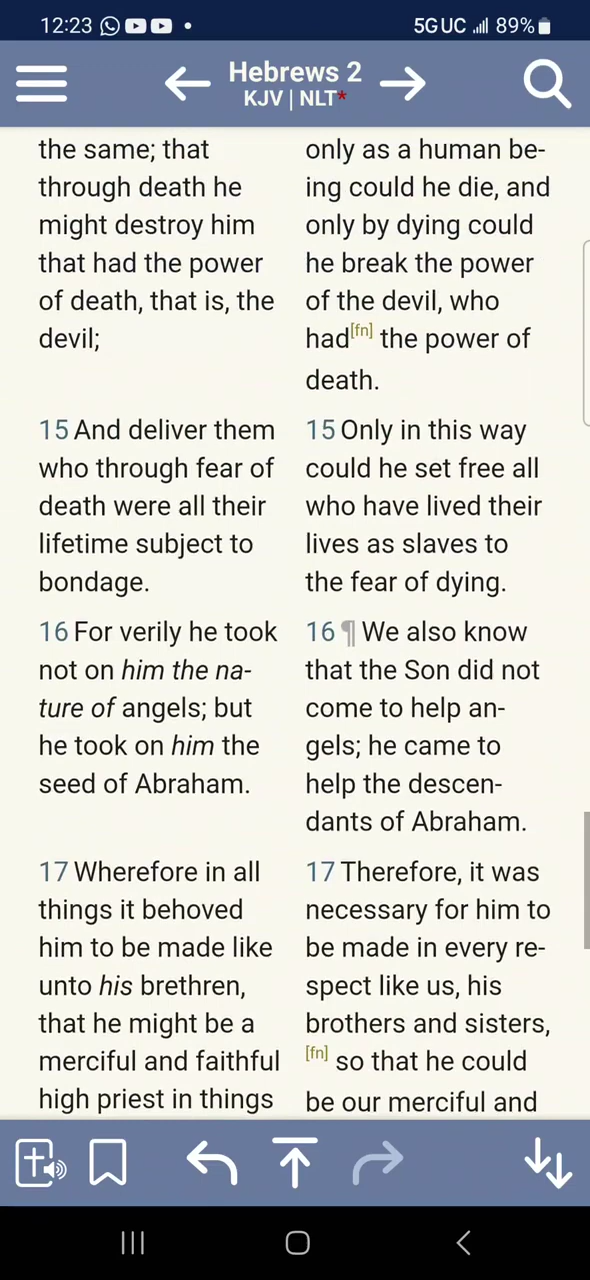 12:23
5GUC 89%
Hebrews 2
KJV | NLT*
the same; that
through death he
might destroy him
that had the power
of death, that is, the
devil;
15 And deliver them
who through fear of
death were all their
lifetime subject to
bondage.
16 For verily he took
not on him the na-
ture of angels; but
he took on him the
seed of Abraham.
17 Wherefore in all
things it behoved
him to be made like
unto his brethren,
that he might be a
merciful and faithful
high priest in things
only as a human be-
ing could he die, and
only by dying could
he break the power
of the devil, who
had[fn] the power of
death.
15 Only in this way
could he set free all
who have lived their
lives as slaves to
the fear of dying.
16 ¶ We also know
that the Son did not
come to help an-
gels; he came to
help the descen-
dants of Abraham.
17 Therefore, it was
necessary for him to
be made in every re-
spect like us, his
brothers and sisters,
[fn] so that he could
be our merciful and